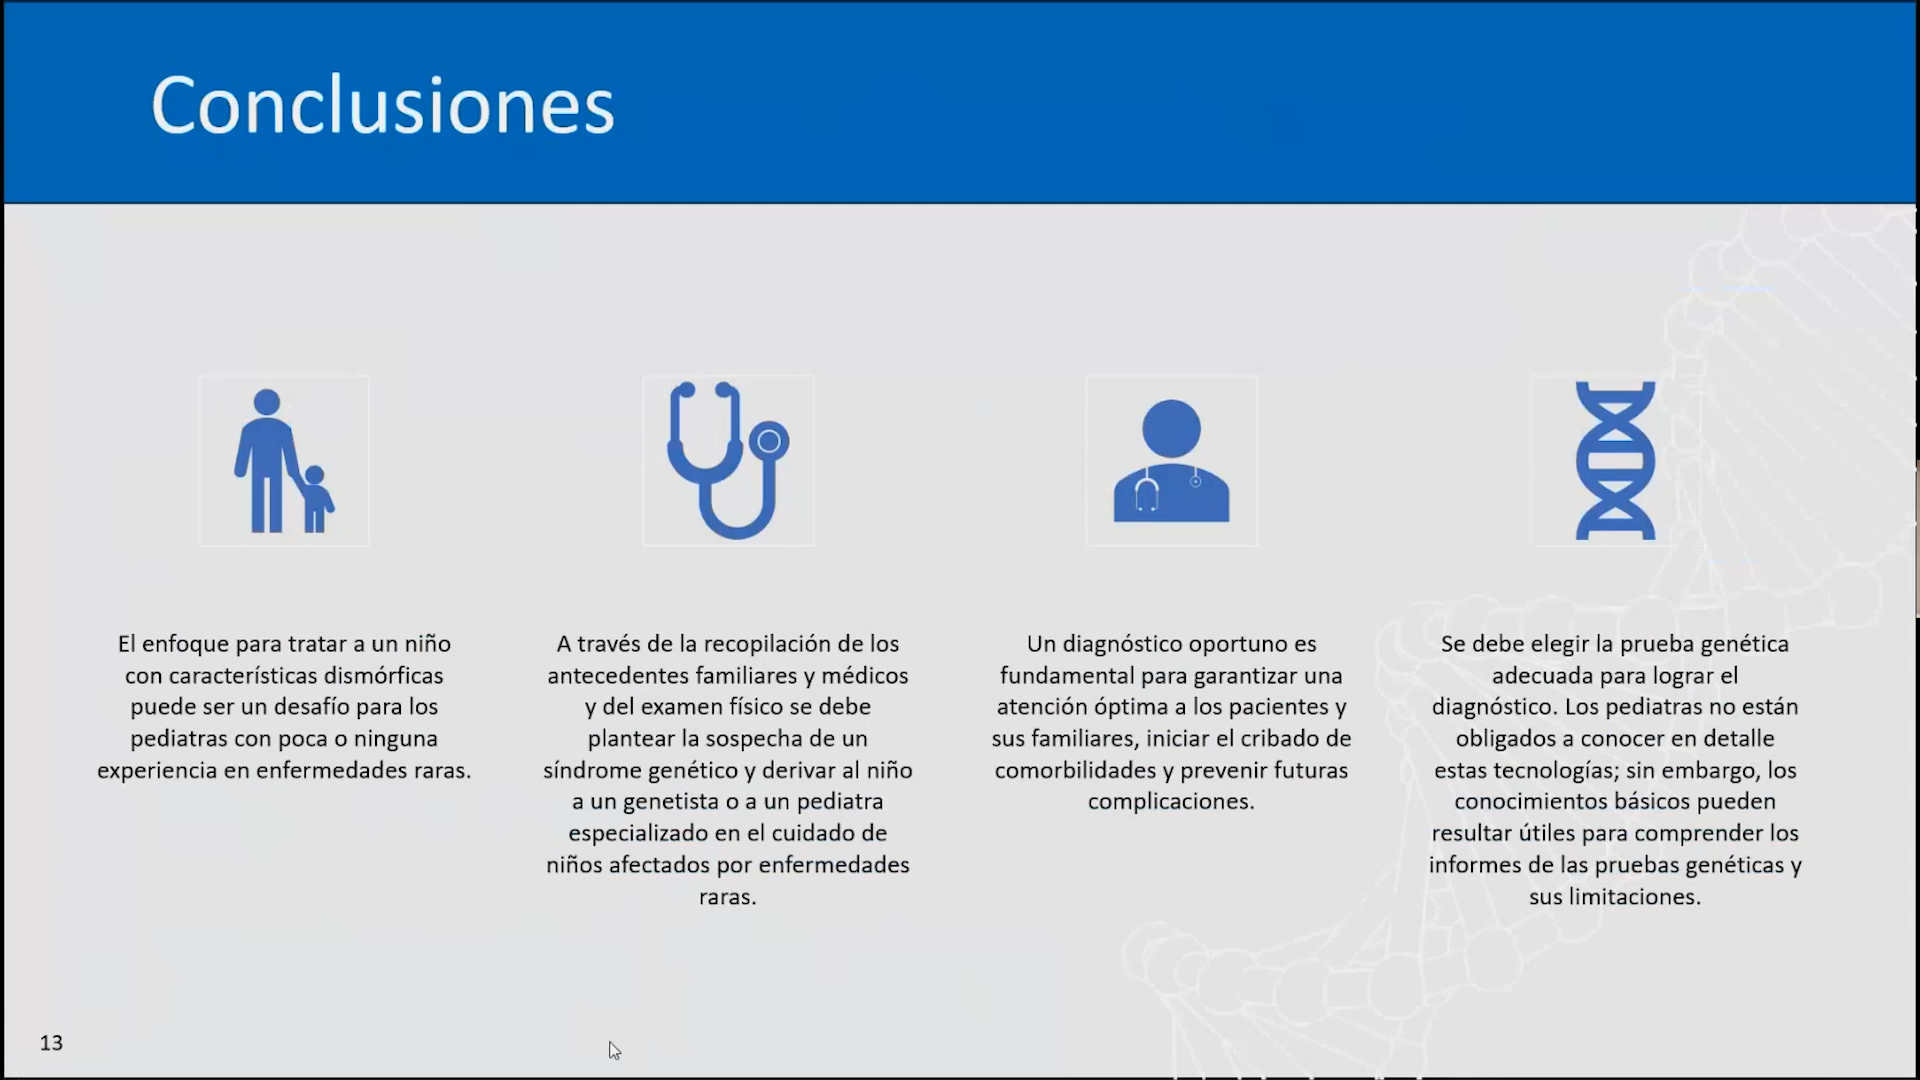 Conclusiones
El enfoque para tratar a un niño
con características dismórficas
puede ser un desafío para los
pediatras con poca o ninguna
experiencia en enfermedades raras.
A través de la recopilación de los
antecedentes familiares y médicos
y del examen físico se debe
plantear la sospecha de un
síndrome genético y derivar al niño
a un genetista o a un pediatra
especializado en el cuidado de
niños afectados por enfermedades
raras.
Un diagnóstico oportuno es
fundamental para garantizar una
atención óptima a los pacientes y
sus familiares, iniciar el cribado de
comorbilidades y prevenir futuras
complicaciones.
Se debe elegir la prueba genética
adecuada para lograr el
diagnóstico. Los pediatras no están
obligados a conocer en detalle
estas tecnologías; sin embargo, los
conocimientos básicos pueden
resultar útiles para comprender los
informes de las pruebas genéticas y
sus limitaciones.
13